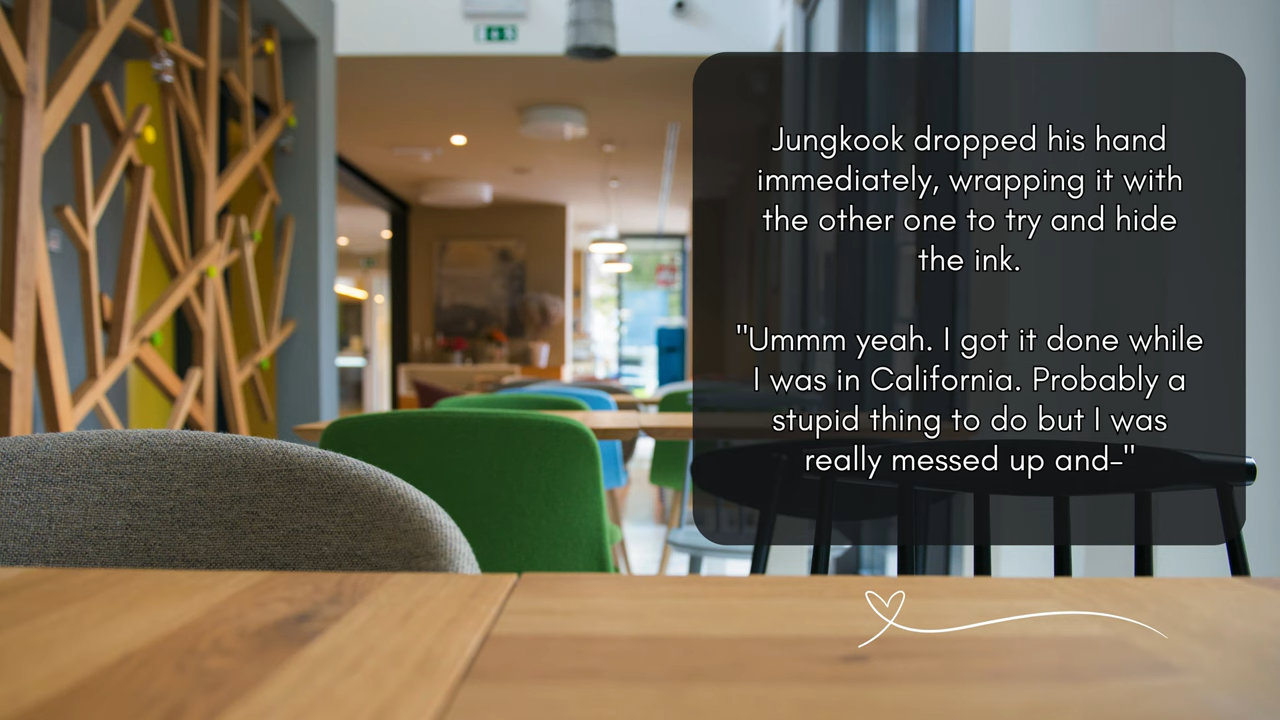 Jungkook dropped his hand
immediately, wrapping it with
the other one to try and hide
the ink.
"Ummm yeah. I got it done while
I was in California. Probably a
stupid thing to do but I was
really messed up and-"